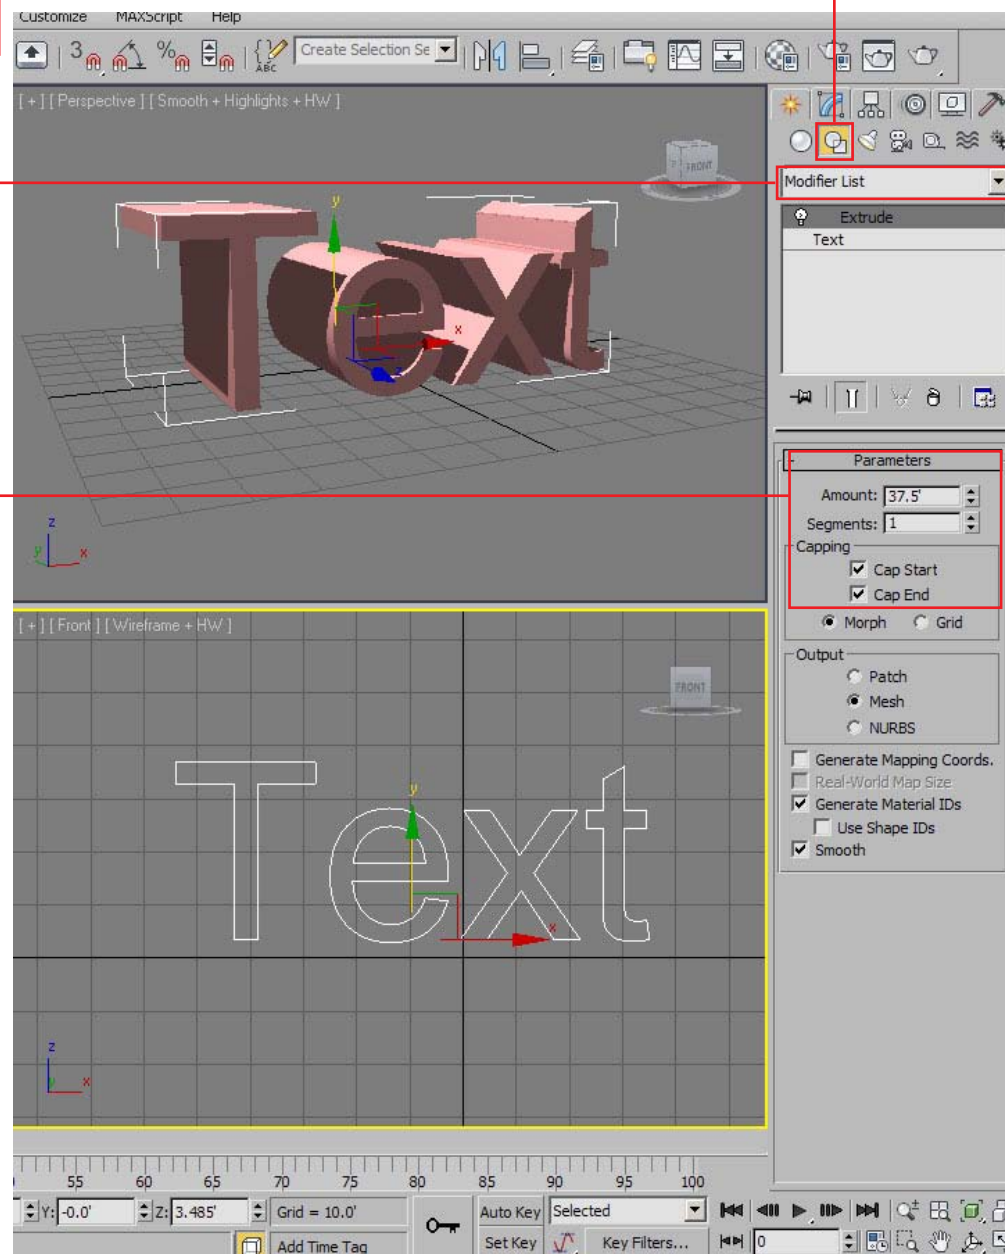 Customize MAXScript Help
3 % ABC Create Selection Se
[ + ] [ Perspective ] [ Smooth + Highlights + HW ]
FRONT
Modifier List
Extrude
Text
Text
y
x
z
z
y x
Parameters
Amount: 37.5'
Segments: 1
Capping
Cap Start
Cap End
Morph Grid
Output
Patch
Mesh
NURBS
Generate Mapping Coords.
Real-World Map Size
Generate Material IDs
Use Shape IDs
Smooth
[ + ] [ Front ] [ Wireframe + HW ]
FRONT
Text
y
x
z
y x
55 60 65 70 75 80 85 90 95 100
Y: -0.0' Z: 3.485' Grid = 10.0' Auto Key Selected
Add Time Tag Set Key Key Filters... 0